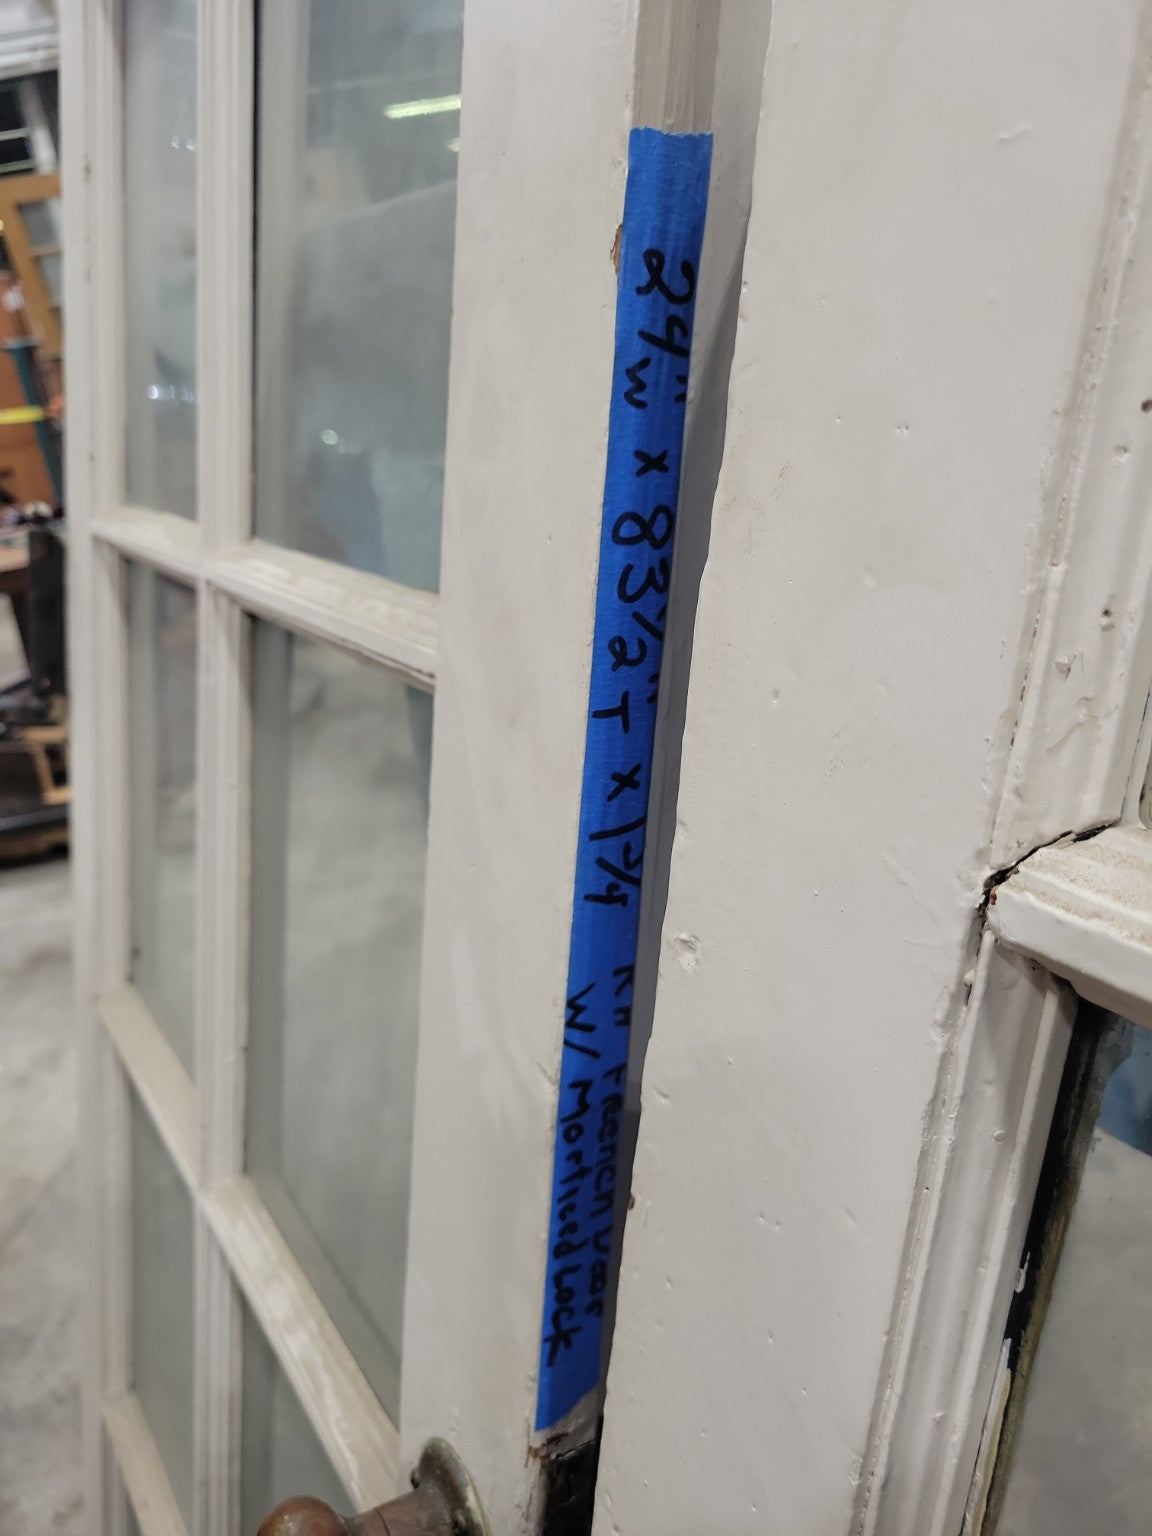 24" W x 83 1/2" T x 1 3/4 RH French Door
W/ Morticed Lock